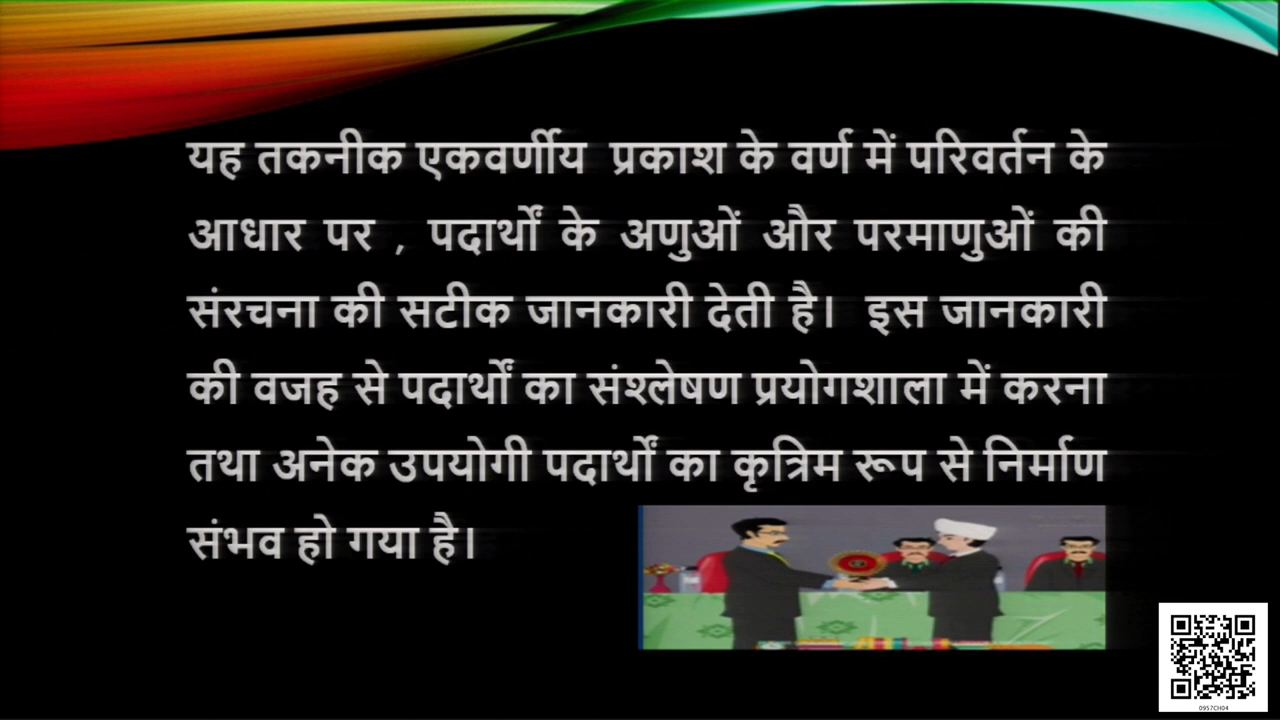 यह तकनीक एकवर्णीय प्रकाश के वर्ण में परिवर्तन के
आधार पर , पदार्थों के अणुओं और परमाणुओं की
संरचना की सटीक जानकारी देती है। इस जानकारी
की वजह से पदार्थों का संश्लेषण प्रयोगशाला में करना
तथा अनेक उपयोगी पदार्थों का कृत्रिम रूप से निर्माण
संभव हो गया है।
0957CH04